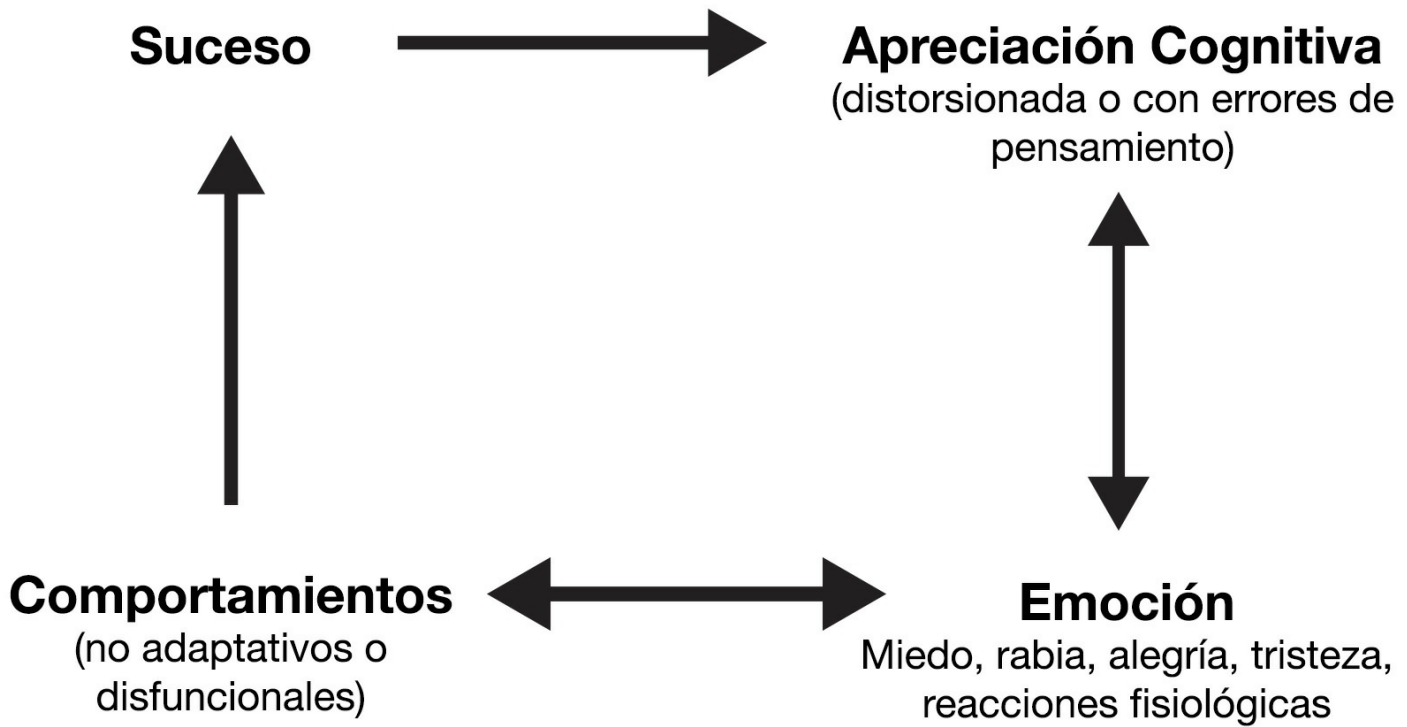 Suceso
Apreciación Cognitiva
(distorsionada o con errores de
pensamiento)
Comportamientos
(no adaptativos o
disfuncionales)
Emoción
Miedo, rabia, alegría, tristeza,
reacciones fisiológicas